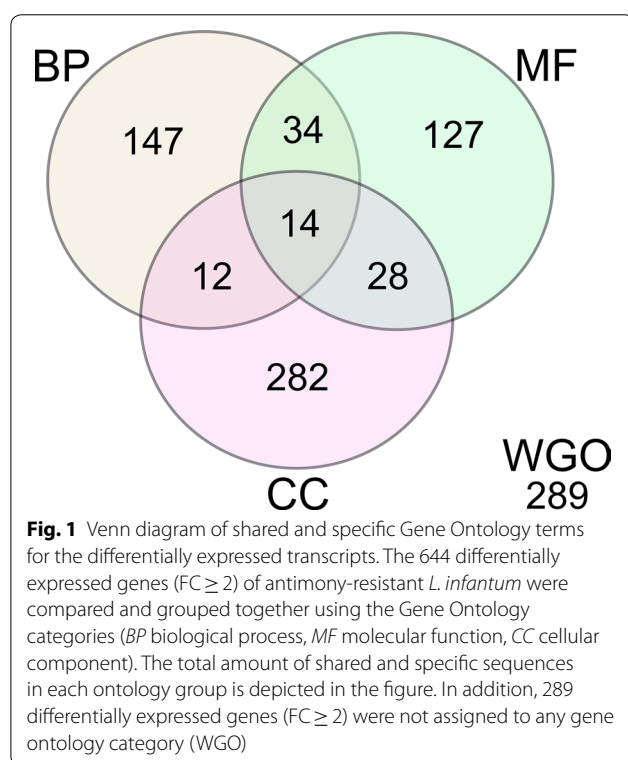 BP MF
147 34 127
14
12 28
282
WGO
CC 289
Fig. 1 Venn diagram of shared and specific Gene Ontology terms
for the differentially expressed transcripts. The 644 differentially
expressed genes (FC ≥ 2) of antimony-resistant L. infantum were
compared and grouped together using the Gene Ontology
categories (BP biological process, MF molecular function, CC cellular
component). The total amount of shared and specific sequences
in each ontology group is depicted in the figure. In addition, 289
differentially expressed genes (FC ≥ 2) were not assigned to any gene
ontology category (WGO)